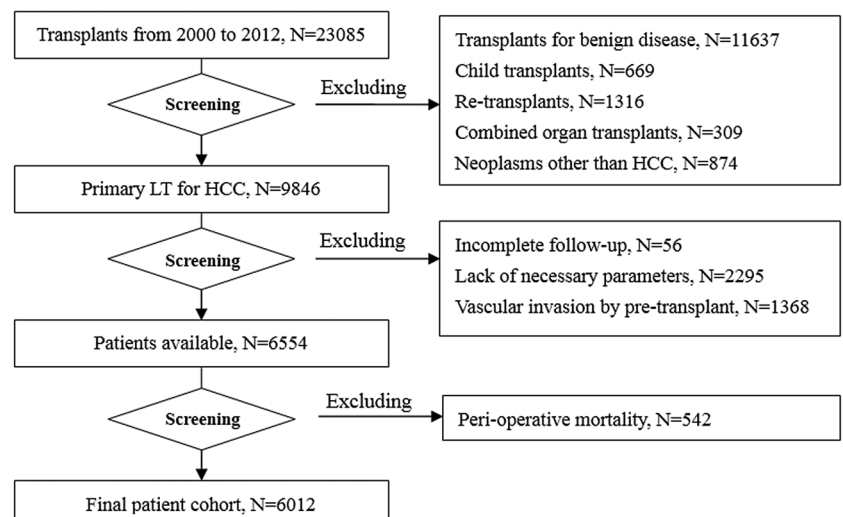 Transplants from 2000 to 2012, N=23085
Screening
Excluding
Transplants for benign disease, N=11637
Child transplants, N=669
Re-transplants, N=1316
Combined organ transplants, N=309
Neoplasms other than HCC, N=874
Primary LT for HCC, N=9846
Screening
Excluding
Incomplete follow-up, N=56
Lack of necessary parameters, N=2295
Vascular invasion by pre-transplant, N=1368
Patients available, N=6554
Screening
Excluding
Peri-operative mortality, N=542
Final patient cohort, N=6012